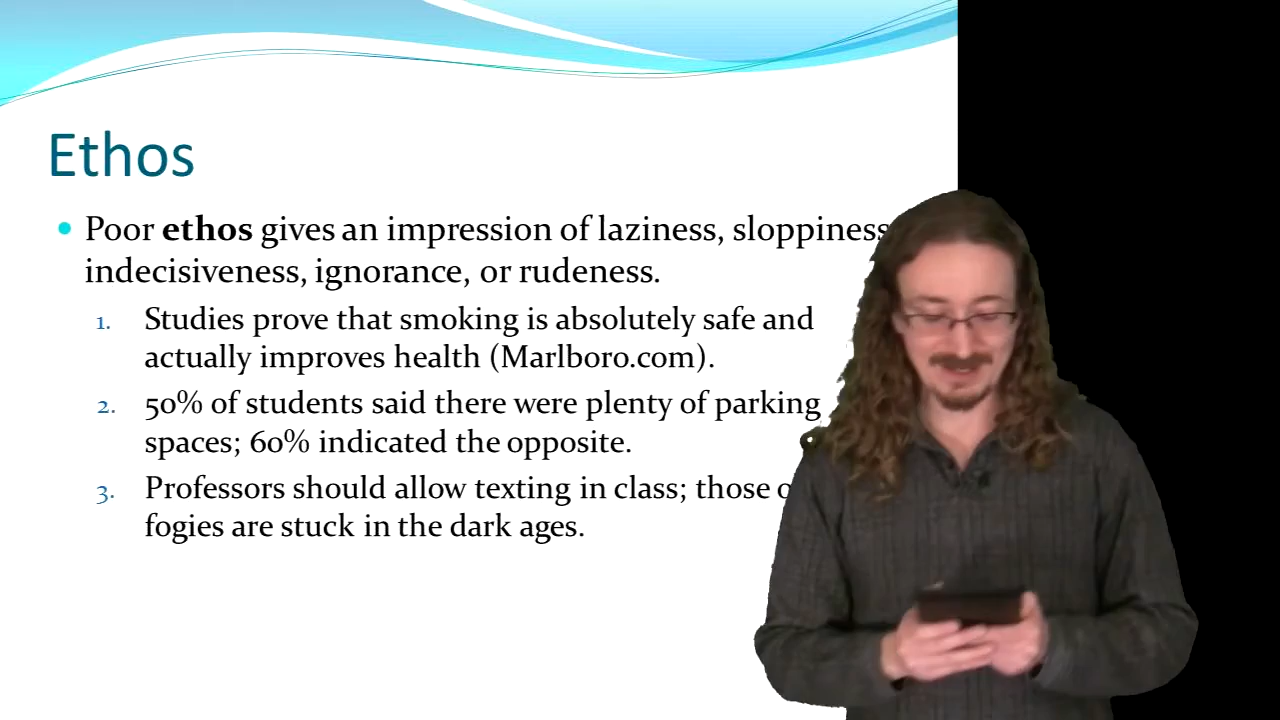 Ethos
• Poor ethos gives an impression of laziness, sloppiness
indecisiveness, ignorance, or rudeness.
1. Studies prove that smoking is absolutely safe and
actually improves health (Marlboro.com).
2. 50% of students said there were plenty of parking
spaces; 60% indicated the opposite.
3. Professors should allow texting in class; those
fogies are stuck in the dark ages.